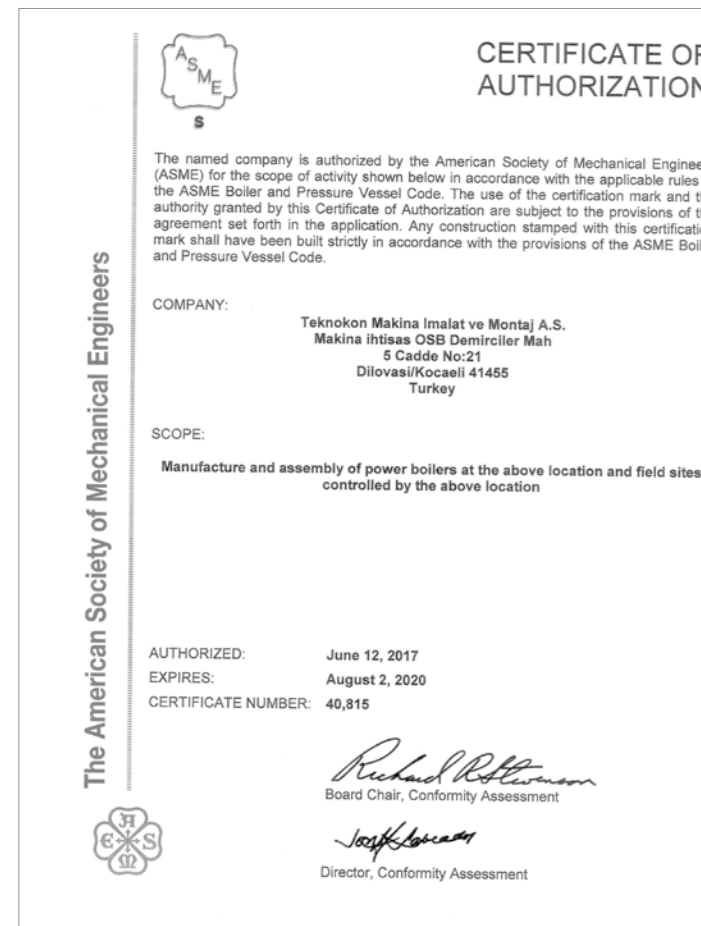 ASME
S
CERTIFICATE OF
AUTHORIZATION
The named company is authorized by the American Society of Mechanical Enginee
(ASME) for the scope of activity shown below in accordance with the applicable rules
the ASME Boiler and Pressure Vessel Code. The use of the certification mark and t
authority granted by this Certificate of Authorization are subject to the provisions of t
agreement set forth in the application. Any construction stamped with this certificati
mark shall have been built strictly in accordance with the provisions of the ASME Boil
and Pressure Vessel Code.
COMPANY:
Teknokon Makina Imalat ve Montaj A.S.
Makina ihtisas OSB Demirciler Mah
5 Cadde No:21
Dilovasi/Kocaeli 41455
Turkey
SCOPE:
Manufacture and assembly of power boilers at the above location and field sites
controlled by the above location
AUTHORIZED: June 12, 2017
EXPIRES: August 2, 2020
CERTIFICATE NUMBER: 40,815
Board Chair, Conformity Assessment
Director, Conformity Assessment
The American Society of Mechanical Engineers
ASME